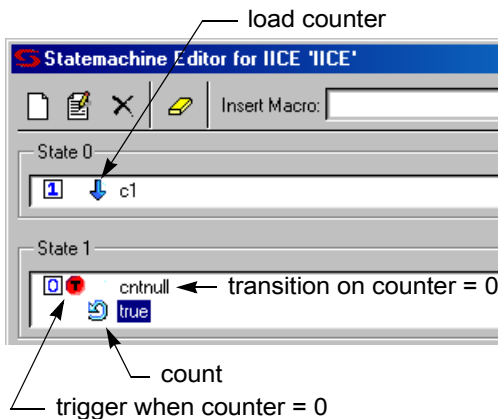 load counter
Statemachine Editor for IICE 'IICE'
Insert Macro:
State 0
1 c1
State 1
0 T cntnull transition on counter = 0
true
count
trigger when counter = 0